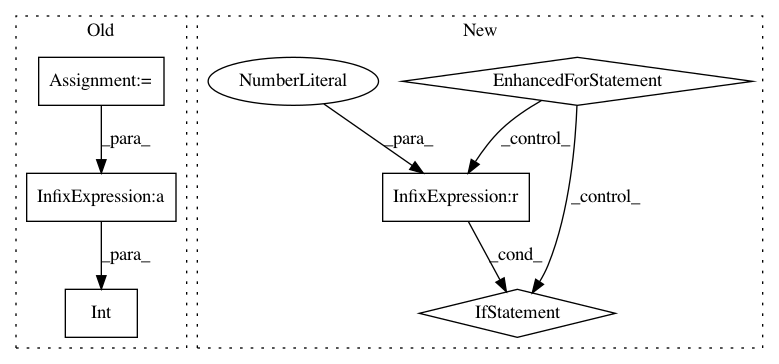 Old
New
Assignment:=
NumberLiteral
EnhancedForStatement
_para_
_para_
_control_
InfixExpression:a
InfixExpression:r
_control_
_para_
_cond_
Int
IfStatement